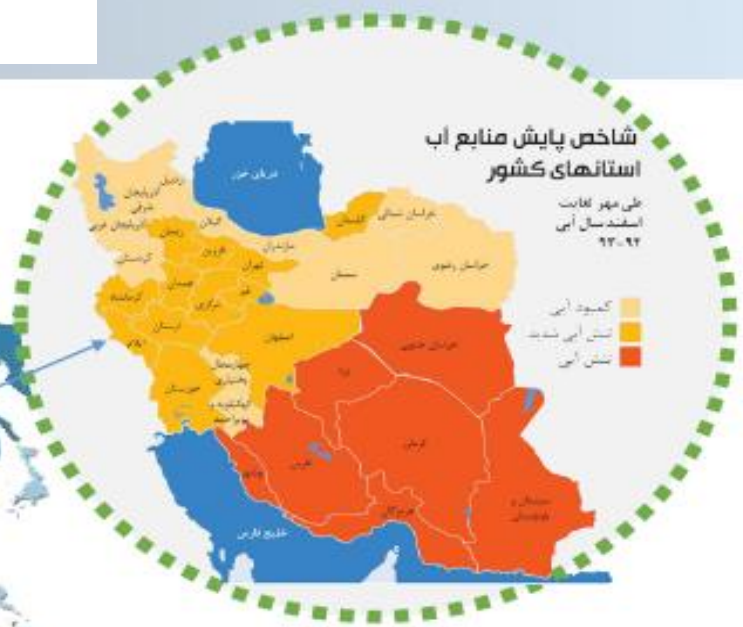 شاخص پایش منابع آب
استانهای کشور
طی مهر لغایت
اسفند سال آبی
۹۳-۹۲
کمبود آبی
تنش آبی شدید
تنش آبی
دریای خزر
اردبیل
آذربایجان
شرقی
آذربایجان غربی
گیلان
زنجان
کردستان
قزوین
مازندران
گلستان
خراسان شمالی
خراسان رضوی
سمنان
تهران
قم
همدان
مرکزی
کرمانشاه
لرستان
ایلام
اصفهان
خوزستان
چهارمحال
بختیاری
کهگیلویه و
بویراحمد
خراسان جنوبی
یزد
کرمان
فارس
بوشهر
هرمزگان
سیستان و
بلوچستان
خلیج فارس